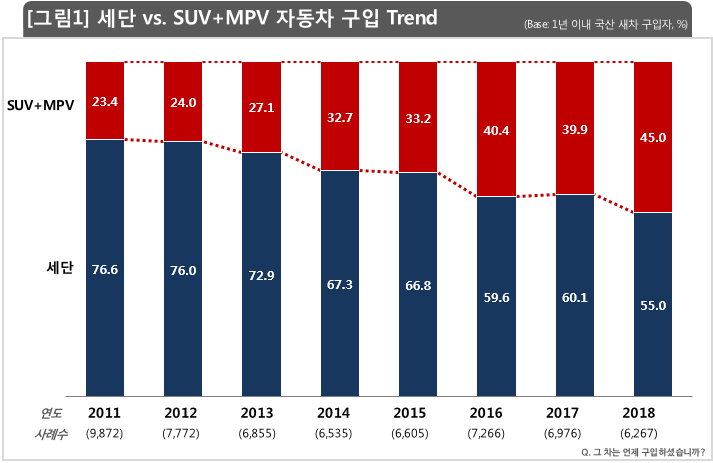 [그림1] 세단 vs. SUV+MPV 자동차 구입 Trend (Base: 1년 이내 국산 새차 구입자, %)
SUV+MPV 23.4 24.0 27.1 32.7 33.2 40.4 39.9 45.0
세단 76.6 76.0 72.9 67.3 66.8 59.6 60.1 55.0
연도 2011 2012 2013 2014 2015 2016 2017 2018
사례수 (9,872) (7,772) (6,855) (6,535) (6,605) (7,266) (6,976) (6,267)
Q. 그 차는 언제 구입하셨습니까?